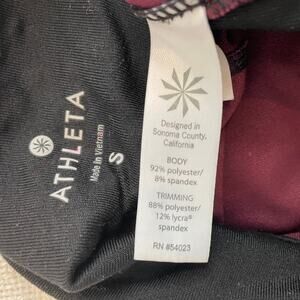 ATHLETA
Made in Vietnam
S
Designed in
Sonoma County,
California
BODY
92% polyester/
8% spandex
TRIMMING
88% polyester/
12% lycra®
spandex
RN #54023